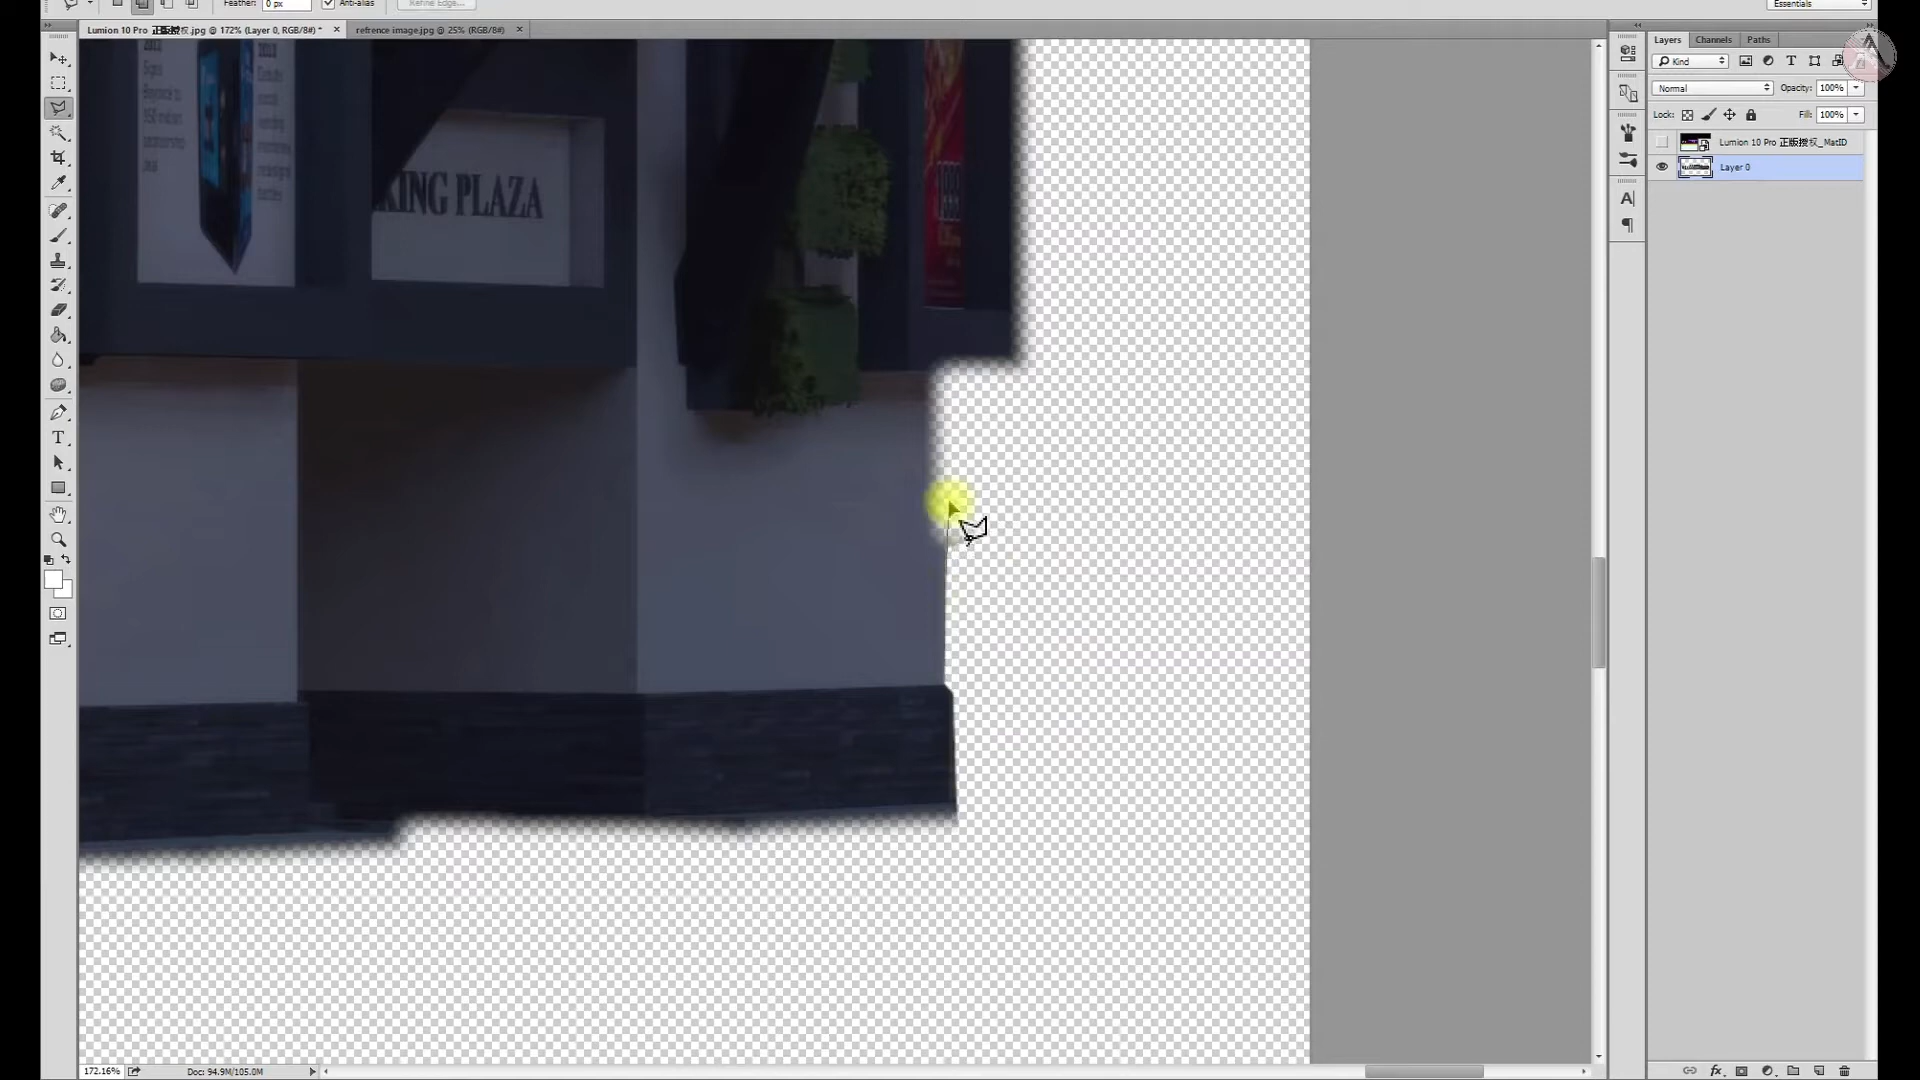 Feather: 0 px Anti-alias Refine Edge... Essentials
Lumion 10 Pro 正版授权.jpg @ 172% (Layer 0, RGB/8#) * × refrence image.jpg @ 25% (RGB/8#) ×
Layers Channels Paths
Kind
Normal Opacity: 100%
Lock: Fill: 100%
Lumion 10 Pro 正版授权_MatID
Layer 0
2013
KING PLAZA
172.16% Doc: 94.9M/105.0M